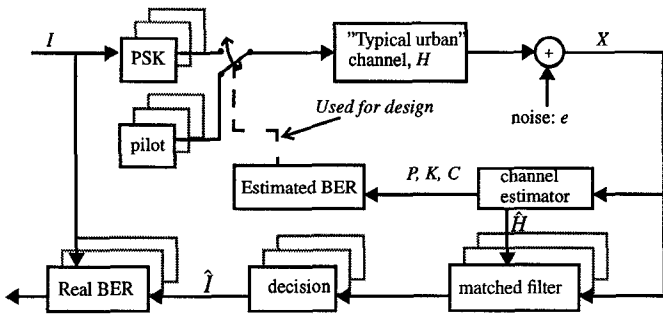 I
PSK
"Typical urban"
channel, H
+
X
noise: e
pilot
Used for design
Estimated BER
P, K, C
channel
estimator
Ĥ
Real BER
Î
decision
matched filter